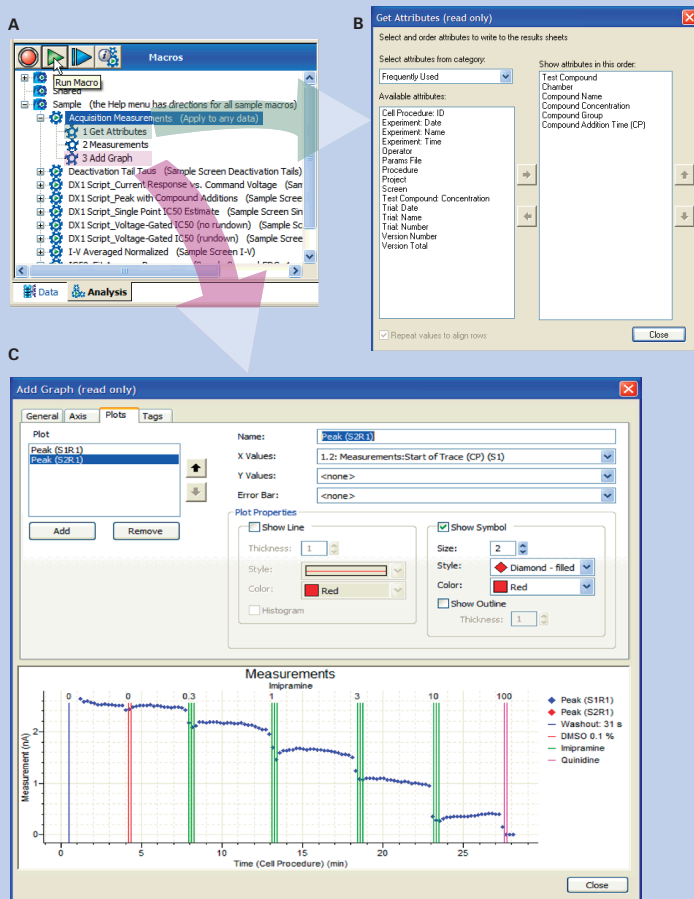 A
Macros
Run Macro
Shared
Sample (the Help menu has directions for all sample macros)
Acquisition Measurements (Apply to any data)
1 Get Attributes
2 Measurements
3 Add Graph
Deactivation Tail Taus (Sample Screen Deactivation Tails)
DX1 Script_Current Response vs. Command Voltage (Sam
DX1 Script_Peak with Compound Additions (Sample Scree
DX1 Script_Single Point IC50 Estimate (Sample Screen Sin
DX1 Script_Voltage-Gated IC50 (no rundown) (Sample Sc
DX1 Script_Voltage-Gated IC50 (rundown) (Sample Scree
I-V Averaged Normalized (Sample Screen I-V)
Data
Analysis
B
Get Attributes (read only)
Select and order attributes to write to the results sheets
Select attributes from category:
Frequently Used
Available attributes:
Cell Procedure: ID
Experiment: Date
Experiment: Name
Experiment: Time
Operator
Params File
Procedure
Project
Screen
Test Compound: Concentration
Trial: Date
Trial: Name
Trial: Number
Version Number
Version Total
Show attributes in this order:
Test Compound
Chamber
Compound Name
Compound Concentration
Compound Group
Compound Addition Time (CP)
Repeat values to align rows
Close
C
Add Graph (read only)
General Axis Plots Tags
Plot
Peak (S1R1)
Peak (S2R1)
Add
Remove
Name: Peak (S2R1)
X Values: 1.2: Measurements:Start of Trace (CP) (S1)
Y Values: <none>
Error Bar: <none>
Plot Properties
Show Line
Thickness: 1
Style:
Color: Red
Histogram
Show Symbol
Size: 2
Style: Diamond - filled
Color: Red
Show Outline
Thickness: 1
Measurements
Imipramine
0 0 0.3 1 3 10 100
2
1
0
Measurement (nA)
0 5 10 15 20 25
Time (Cell Procedure) (min)
Peak (S1R1)
Peak (S2R1)
Washout: 31 s
DMSO 0.1 %
Imipramine
Quinidine
Close